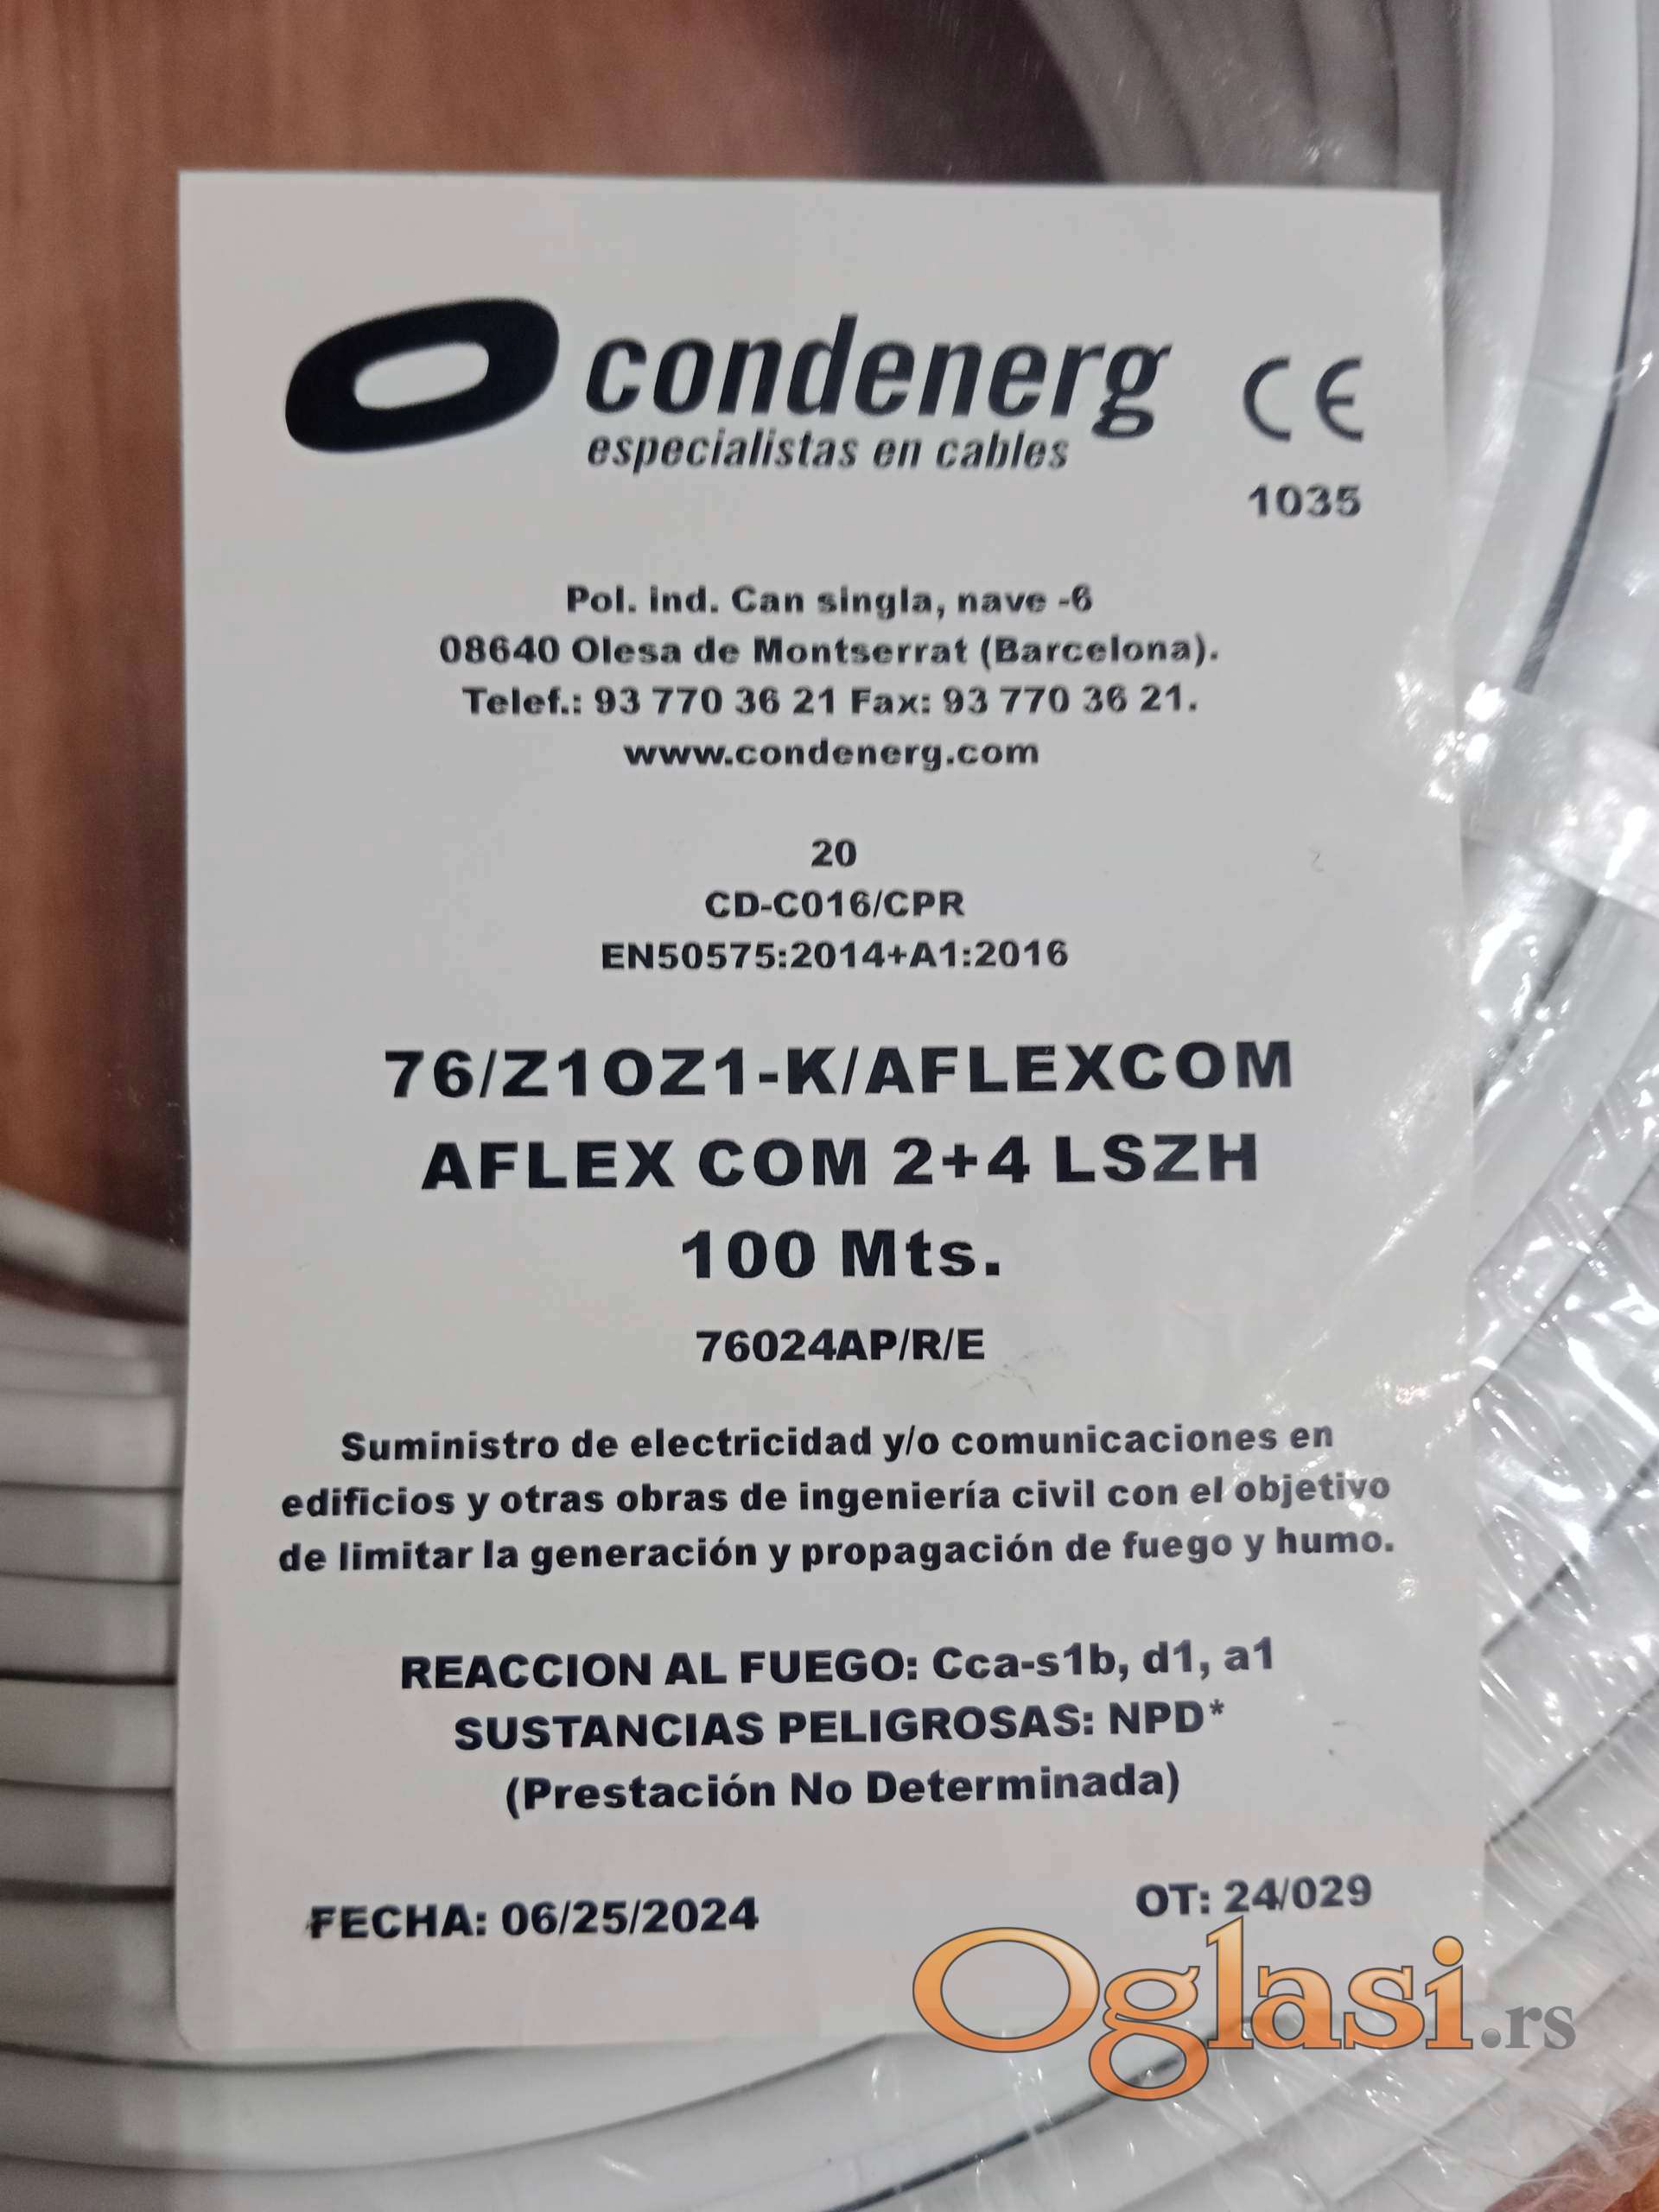 condenerg
especialistas en cables
CE
1035
Pol. ind. Can singla, nave -6
08640 Olesa de Montserrat (Barcelona).
Telef.: 93 770 36 21 Fax: 93 770 36 21.
www.condenerg.com
20
CD-C016/CPR
EN50575:2014+A1:2016
76/Z1OZ1-K/AFLEXCOM
AFLEX COM 2+4 LSZH
100 Mts.
76024AP/R/E
Suministro de electricidad y/o comunicaciones en
edificios y otras obras de ingeniería civil con el objetivo
de limitar la generación y propagación de fuego y humo.
REACCION AL FUEGO: Cca-s1b, d1, a1
SUSTANCIAS PELIGROSAS: NPD*
(Prestación No Determinada)
FECHA: 06/25/2024
OT: 24/029
Oglasi.rs